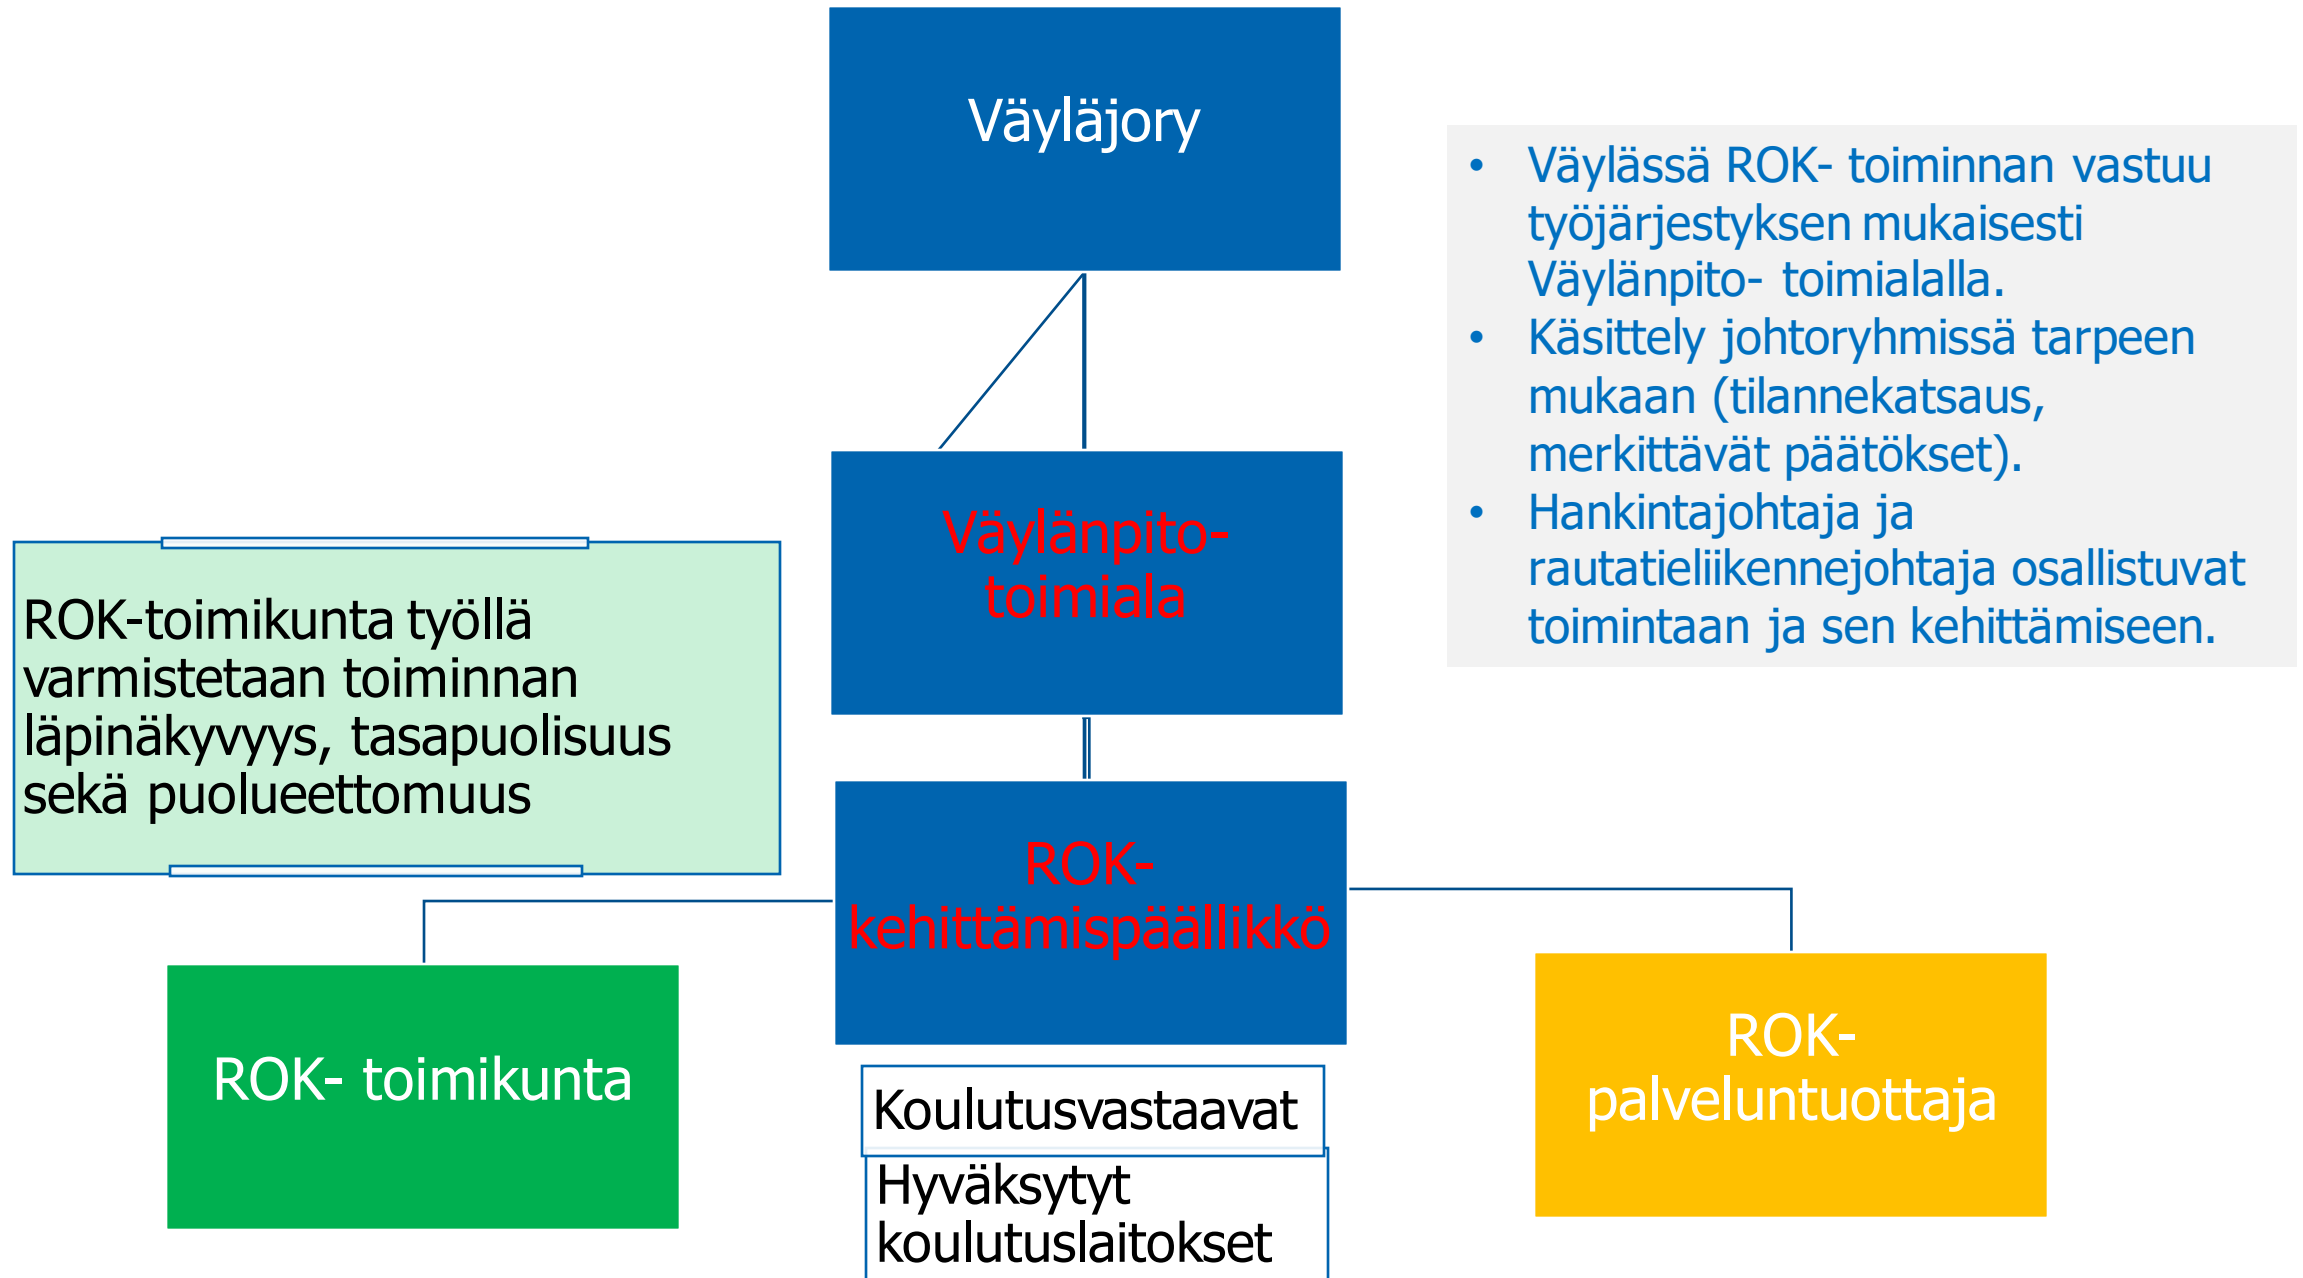 Väyläjory
• Väylässä ROK- toiminnan vastuu
työjärjestyksen mukaisesti
Väylänpito- toimialalla.
• Käsittely johtoryhmissä tarpeen
mukaan (tilannekatsaus,
merkittävät päätökset).
• Hankintajohtaja ja
rautatieliikennejohtaja osallistuvat
toimintaan ja sen kehittämiseen.
Väylänpito-
toimiala
ROK-toimikunta työllä
varmistetaan toiminnan
läpinäkyvyys, tasapuolisuus
sekä puolueettomuus
ROK-
kehittämispäällikkö
ROK- toimikunta
Koulutusvastaavat
Hyväksytyt
koulutuslaitokset
ROK-
palveluntuottaja